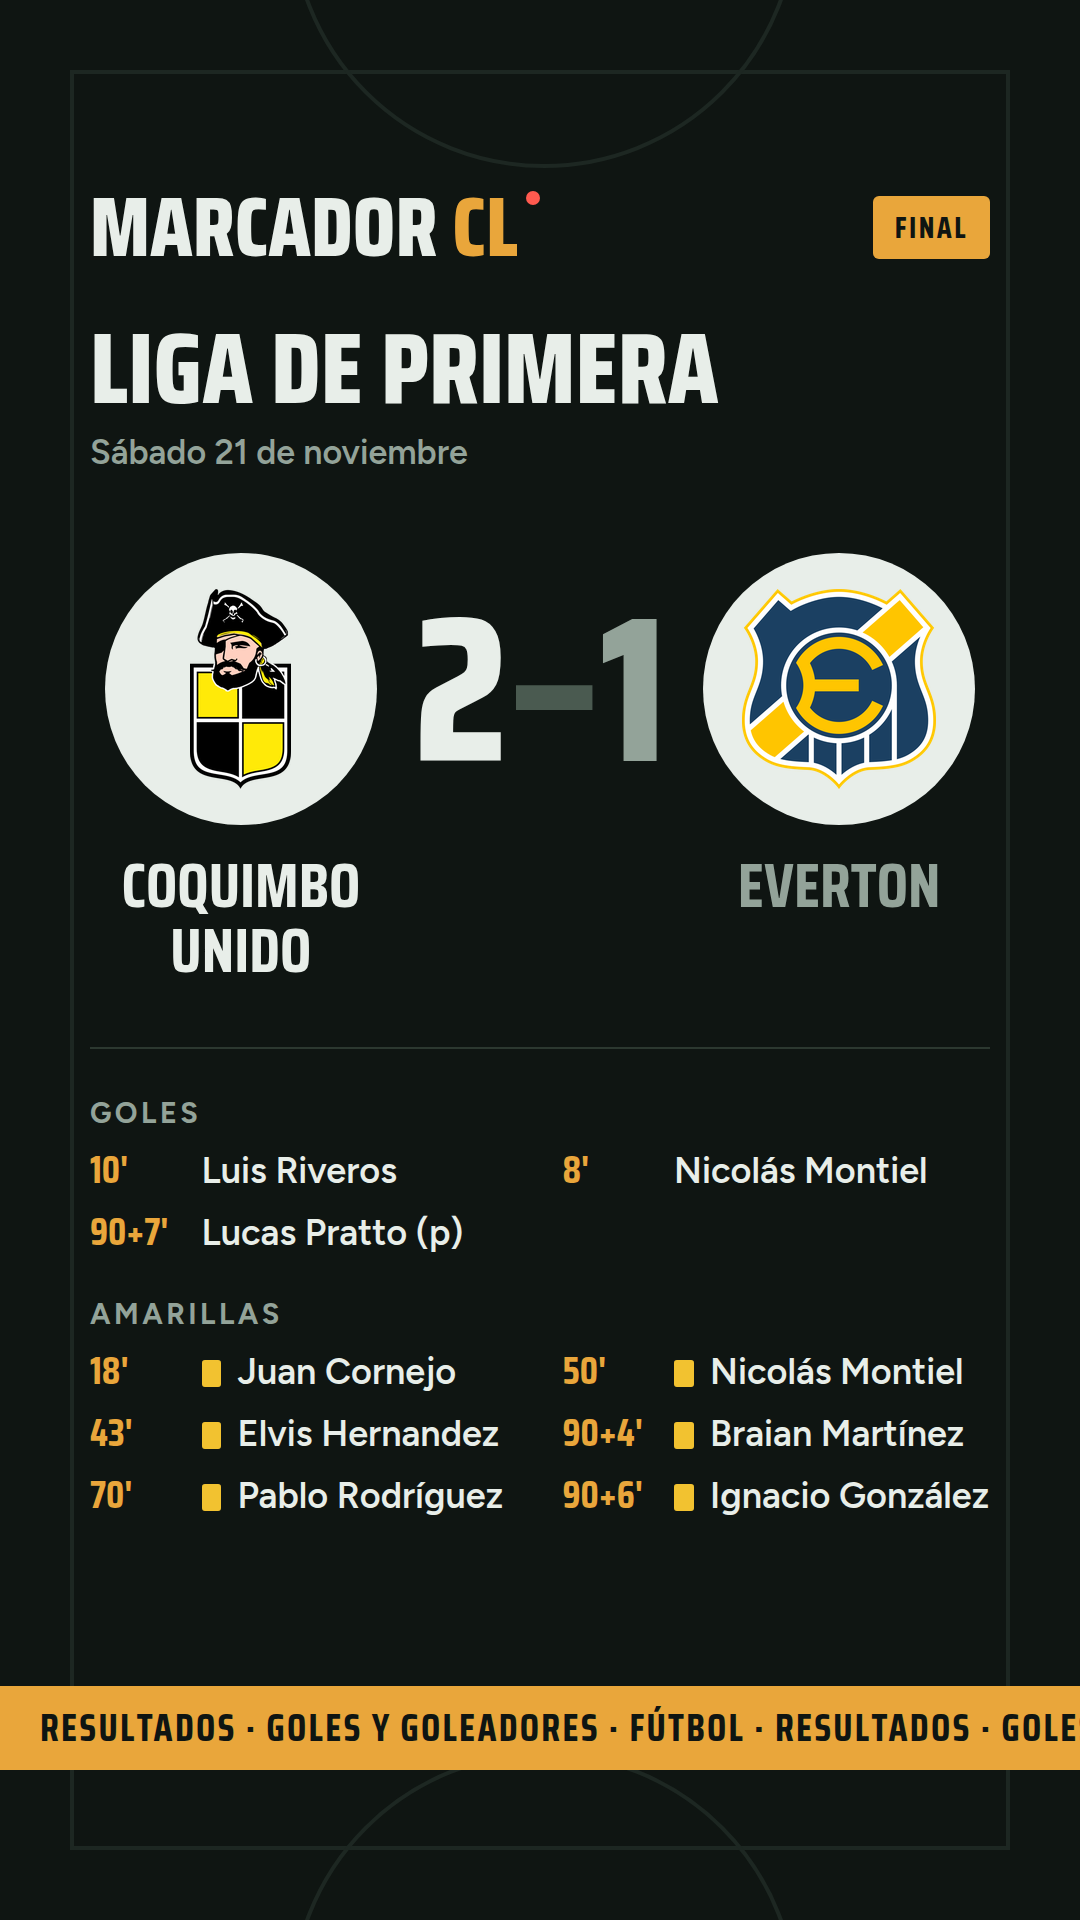 MARCADOR CL
FINAL
LIGA DE PRIMERA
Sábado 21 de noviembre
2-1
COQUIMBO
UNIDO
EVERTON
GOLES
10' Luis Riveros 8' Nicolás Montiel
90+7' Lucas Pratto (p)
AMARILLAS
18' Juan Cornejo 50' Nicolás Montiel
43' Elvis Hernandez 90+4' Braian Martínez
70' Pablo Rodríguez 90+6' Ignacio González
RESULTADOS · GOLES Y GOLEADORES · FÚTBOL · RESULTADOS · GOLE